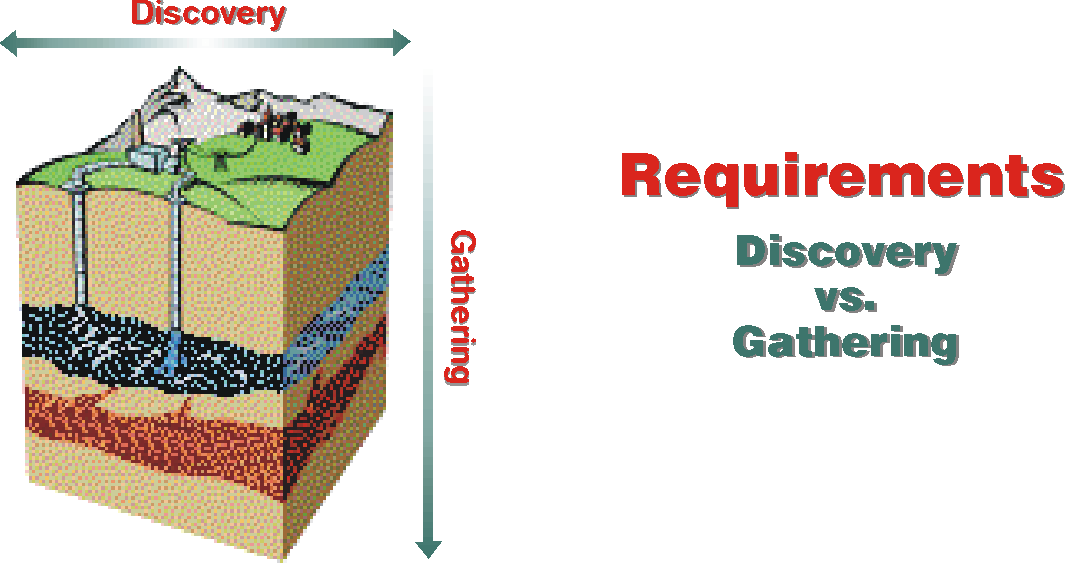 Discovery
Gathering
Requirements
Discovery
vs.
Gathering